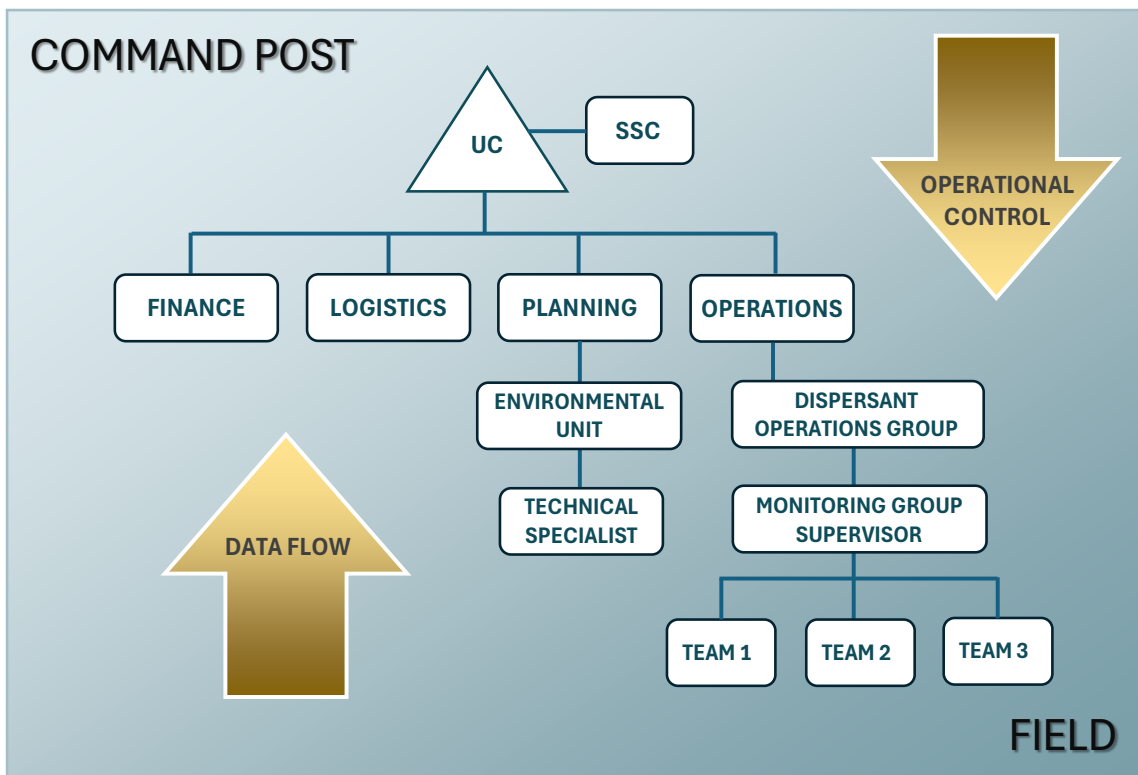 COMMAND POST
UC
SSC
OPERATIONAL
CONTROL
FINANCE
LOGISTICS
PLANNING
OPERATIONS
ENVIRONMENTAL
UNIT
DISPERSANT
OPERATIONS GROUP
TECHNICAL
SPECIALIST
MONITORING GROUP
SUPERVISOR
DATA FLOW
TEAM 1
TEAM 2
TEAM 3
FIELD